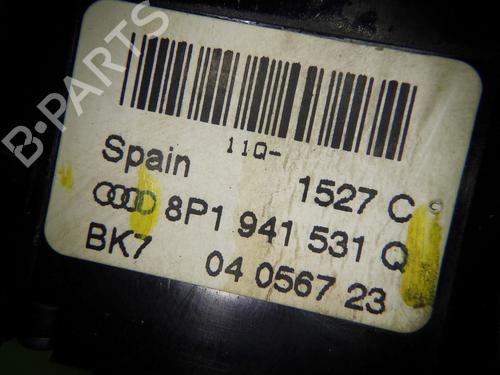 B-PARTS
11Q-
Spain 1527 C
8P1 941 531 Q
BK7 04 0567 23